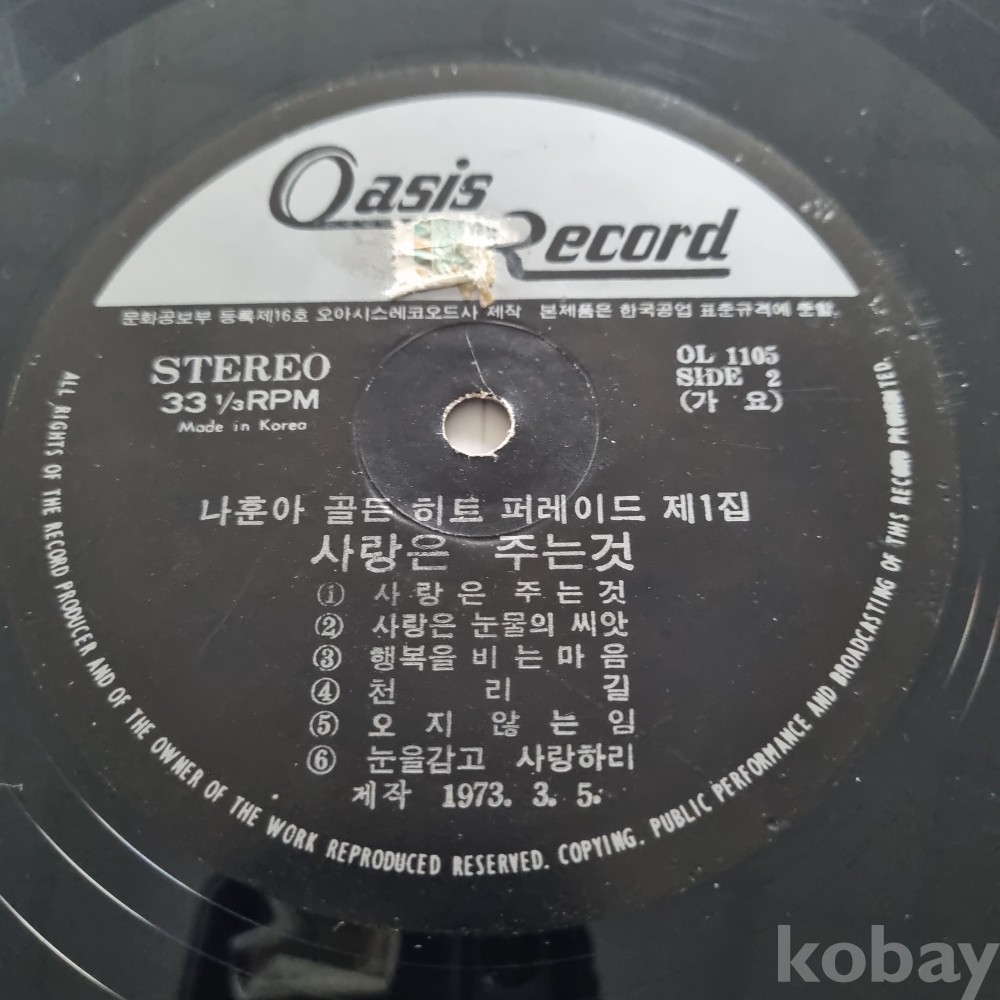 Oasis
Record
문화공보부 등록제16호 오아시스레코오드사 제작 본제품은 한국공업 표준규격에 준함.
STEREO
33 1/3 RPM
Made in Korea
OL 1105
SIDE 2
(가 요)
나훈아 골든 히트 퍼레이드 제1집
사랑은 주는것
① 사랑은 주는것
② 사랑은 눈물의 씨앗
③ 행복을 비는마음
④ 천리길
⑤ 오지않는임
⑥ 눈을감고 사랑하리
제작 1973. 3. 5.
ALL RIGHTS OF THE RECORD PRODUCER AND OF THE OWNER OF THE WORK REPRODUCED RESERVED. COPYING. PUBLIC PERFORMANCE AND BROADCASTING OF THIS RECORD PROHIBITED.
kobay